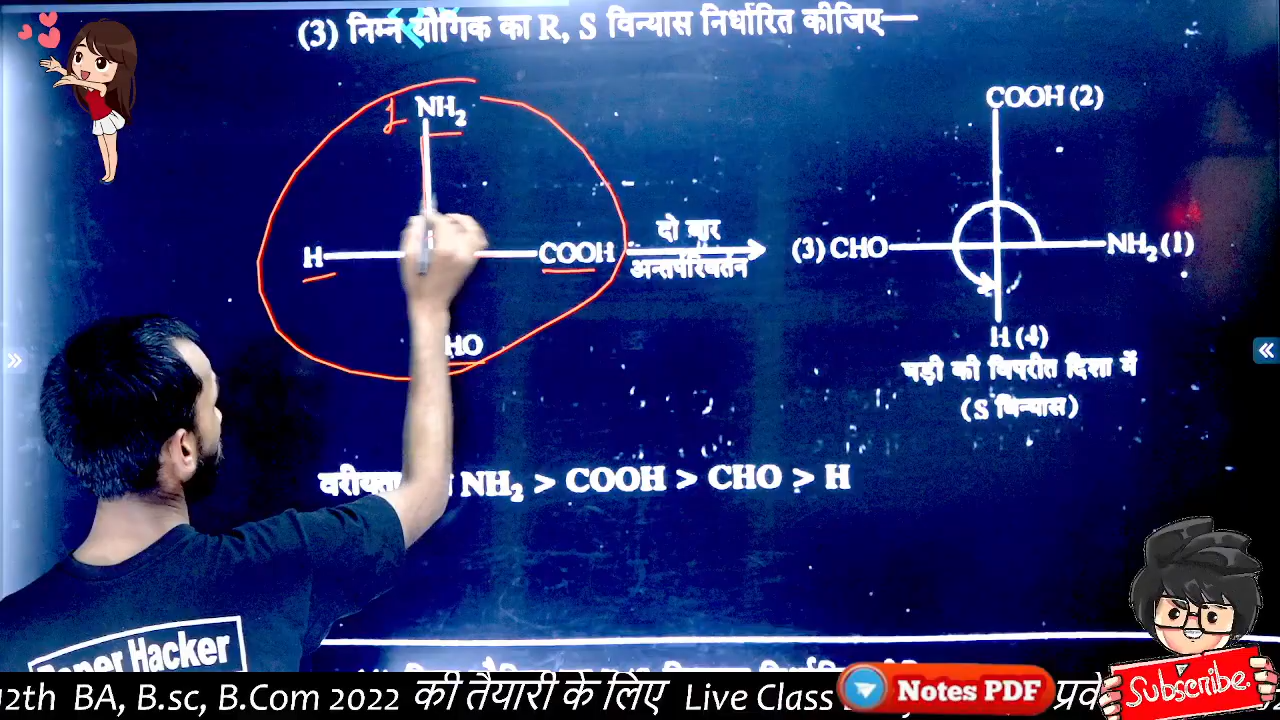 (3) निम्न यौगिक का R, S विन्यास निर्धारित कीजिए—
1 NH₂
H
COOH
HO
दो बार
अन्तर्परिवर्तन
COOH (2)
(3) CHO
NH₂ (1)
H (4)
घड़ी की विपरीत दिशा में
(S विन्यास)
NH₂ > COOH > CHO > H
Hacker
12th BA, B.sc, B.Com 2022 की तैयारी के लिए Live Class
Notes PDF
Subscribe.